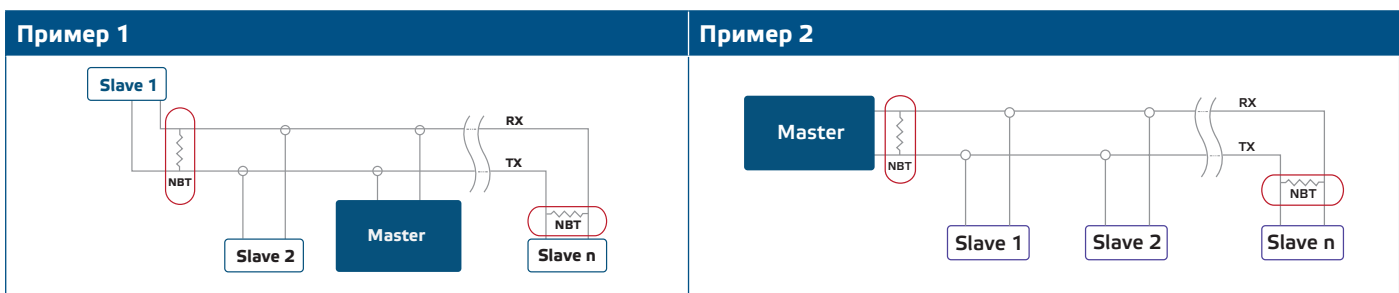 Пример 1
Пример 2
Slave 1
RX
TX
NBT
NBT
Master
Slave 2
Slave n
Master
RX
TX
NBT
NBT
Slave 1
Slave 2
Slave n